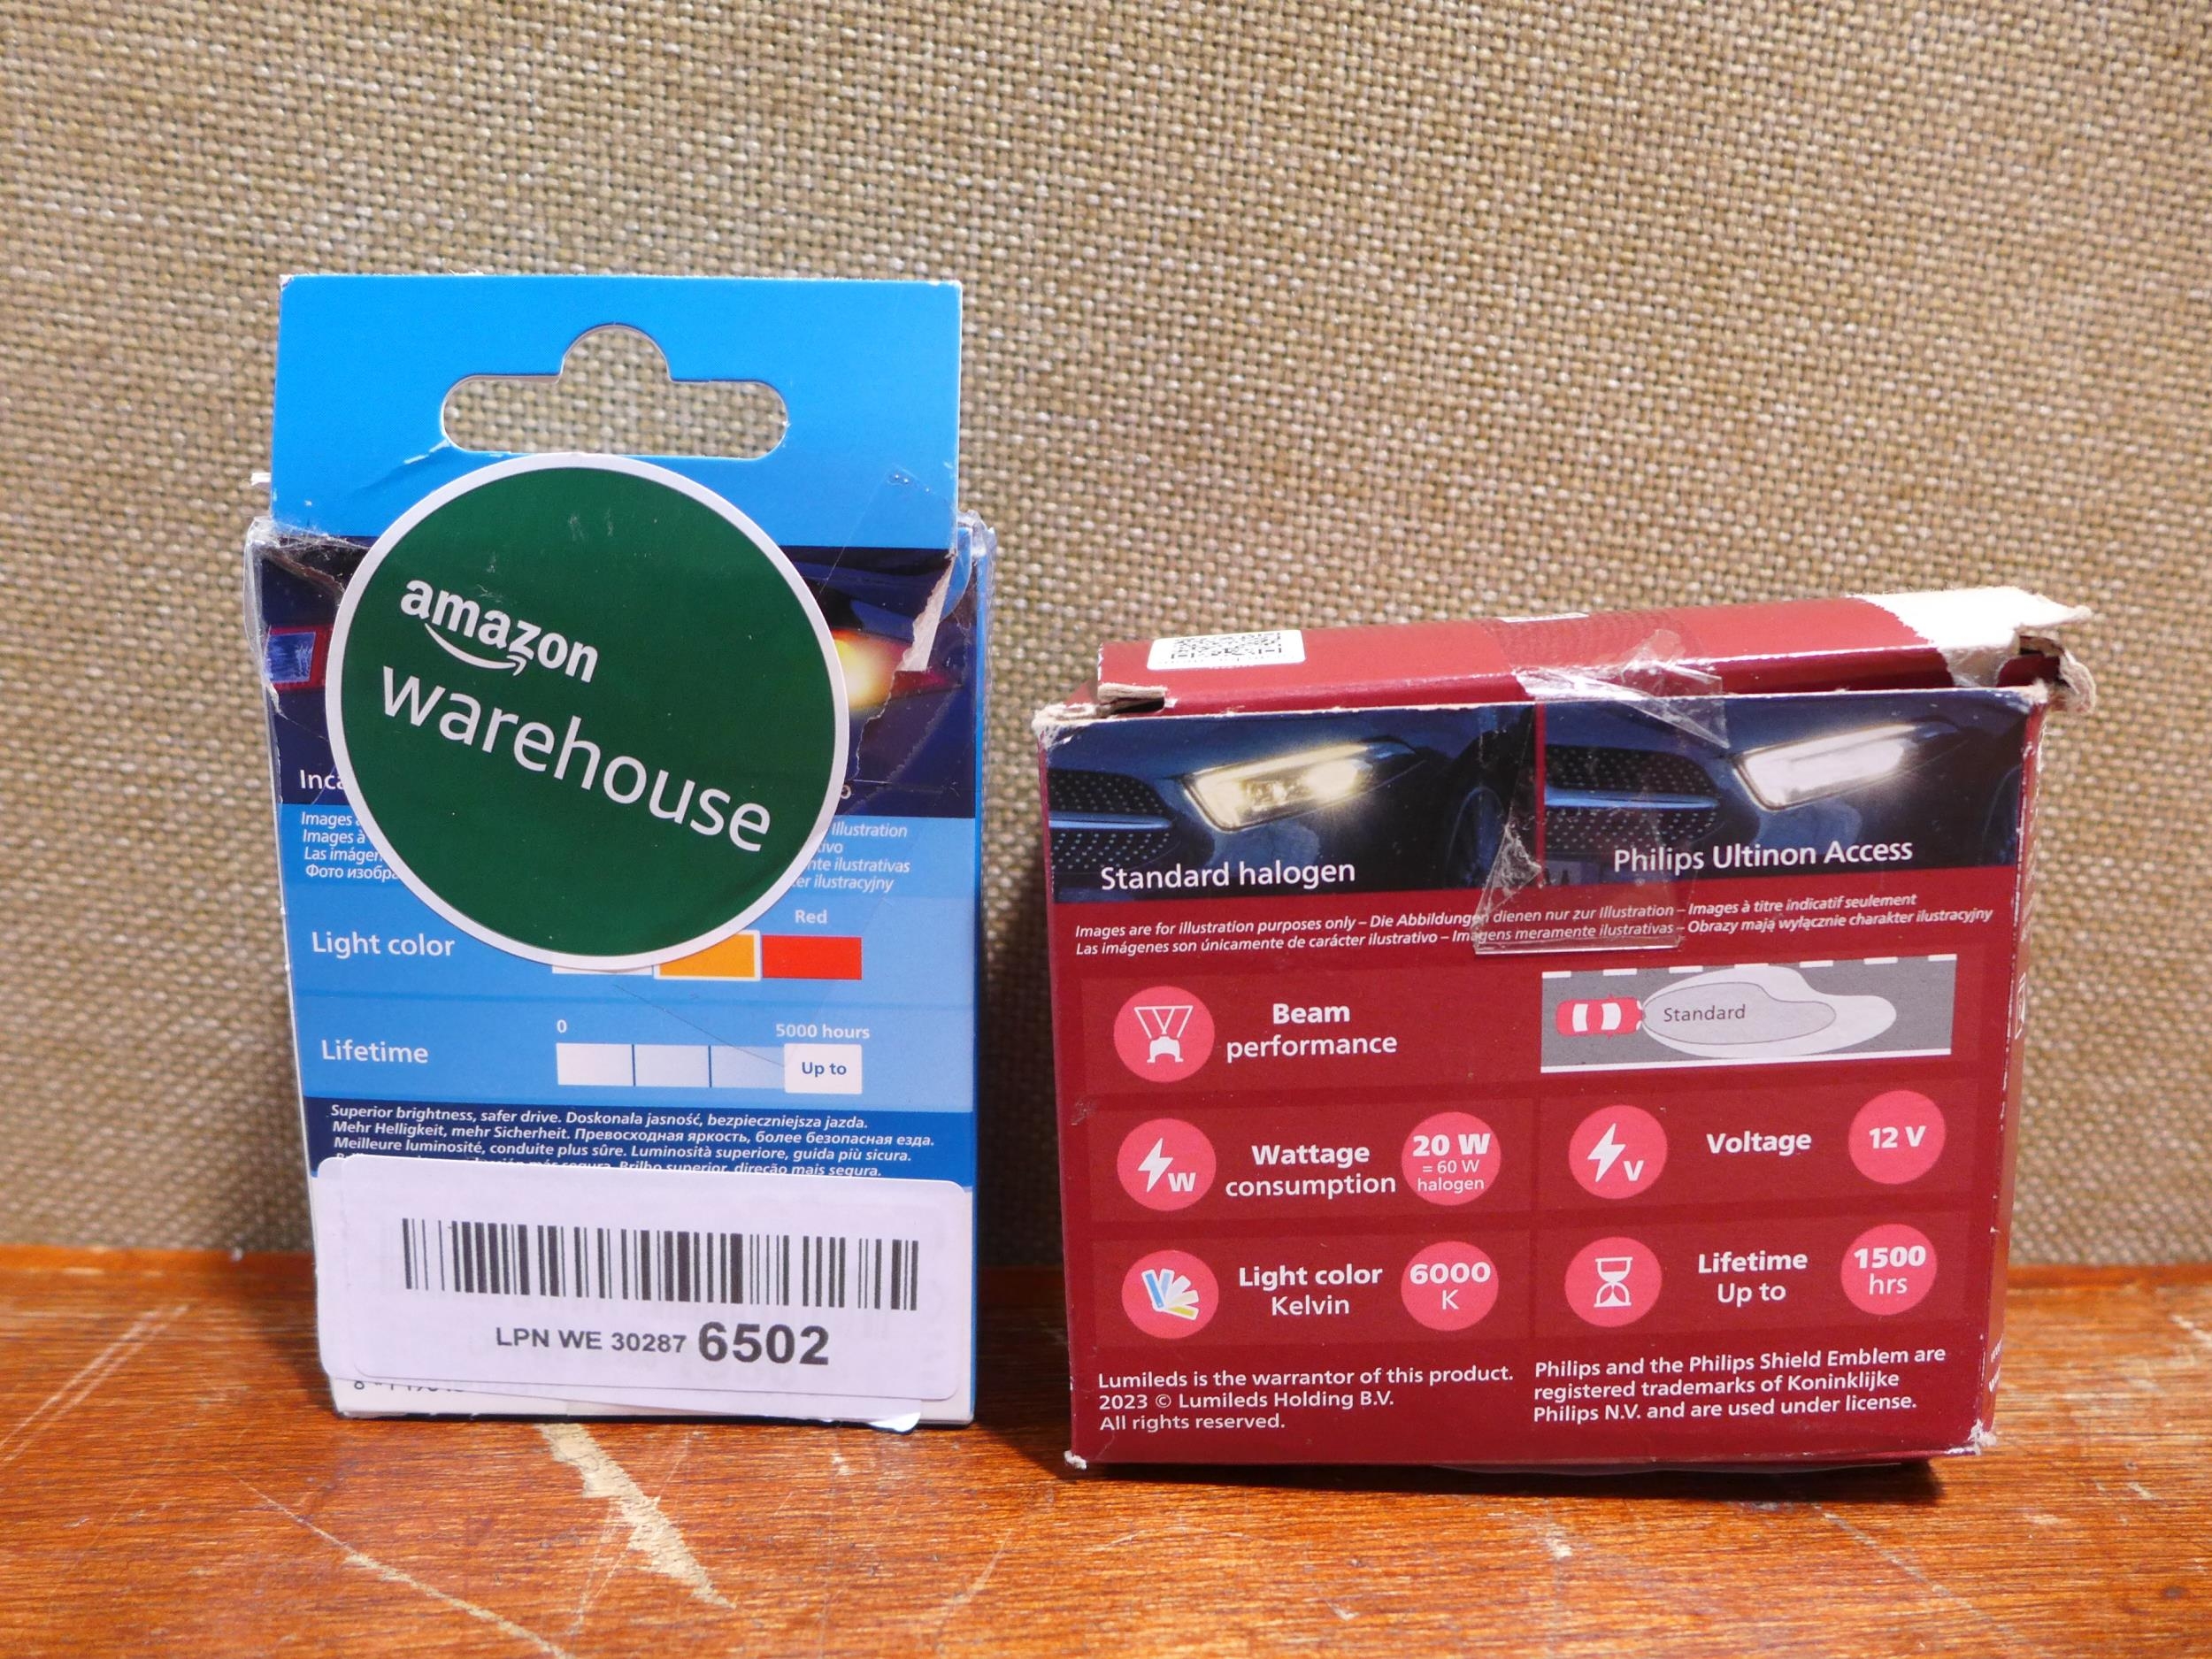 amazon
warehouse
Images
Illustration
Images à
Las imágen
ilustrativas
Фото
ilustracyjny
Red
Light color
0
5000 hours
Lifetime
Up to
Superior brightness, safer drive. Doskonała jasność, bezpieczniejsza jazda.
Mehr Helligkeit, mehr Sicherheit. Превосходная яркость, более безопасная езда.
Meilleure luminosité, conduite plus sûre. Luminosità superiore, guida più sicura.
Brilho superior, direção mais segura.
LPN WE 30287 6502
Standard halogen
Philips Ultinon Access
Images are for Illustration purposes only – Die Abbildungen dienen nur zur Illustration – Images à titre indicatif seulement
Las imágenes son únicamente de carácter ilustrativo – Imagens meramente ilustrativas – Obrazy mają wyłącznie charakter ilustracyjny
Beam
performance
Standard
Wattage
consumption
20 W
= 60 W
halogen
W
V
Voltage
12 V
Light color
Kelvin
6000
K
Lifetime
Up to
1500
hrs
Lumileds is the warrantor of this product.
2023 © Lumileds Holding B.V.
All rights reserved.
Philips and the Philips Shield Emblem are
registered trademarks of Koninklijke
Philips N.V. and are used under license.